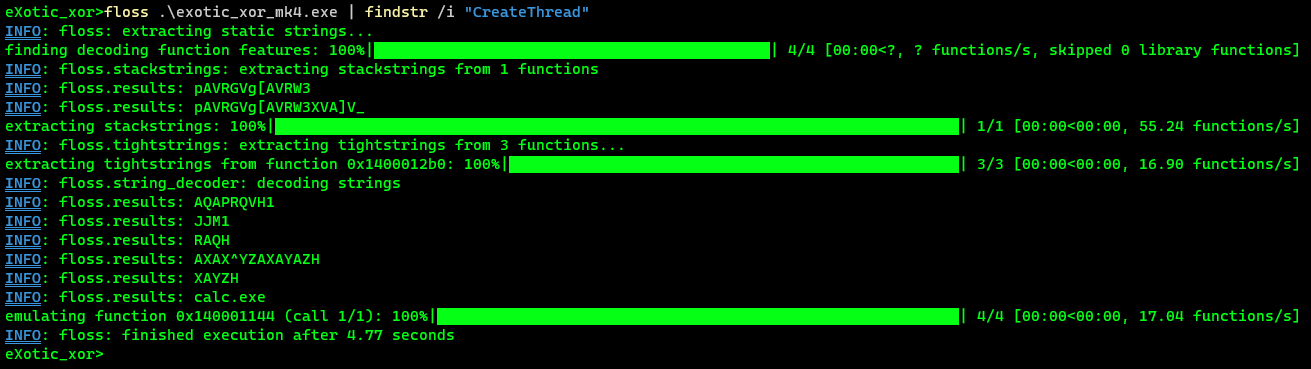 eXotic_xor>floss .\exotic_xor_mk4.exe | findstr /i "CreateThread"
INFO: floss: extracting static strings...
finding decoding function features: 100%| | 4/4 [00:00<?, ? functions/s, skipped 0 library functions]
INFO: floss.stackstrings: extracting stackstrings from 1 functions
INFO: floss.results: pAVRGVg[AVRW3
INFO: floss.results: pAVRGVg[AVRW3XVA]V_
extracting stackstrings: 100%| | 1/1 [00:00<00:00, 55.24 functions/s]
INFO: floss.tightstrings: extracting tightstrings from 3 functions...
extracting tightstrings from function 0x1400012b0: 100%| | 3/3 [00:00<00:00, 16.90 functions/s]
INFO: floss.string_decoder: decoding strings
INFO: floss.results: AQAPRQVH1
INFO: floss.results: JJM1
INFO: floss.results: RAQH
INFO: floss.results: AXAX^YZAXAYAZH
INFO: floss.results: XAYZH
INFO: floss.results: calc.exe
emulating function 0x140001144 (call 1/1): 100%| | 4/4 [00:00<00:00, 17.04 functions/s]
INFO: floss: finished execution after 4.77 seconds
eXotic_xor>